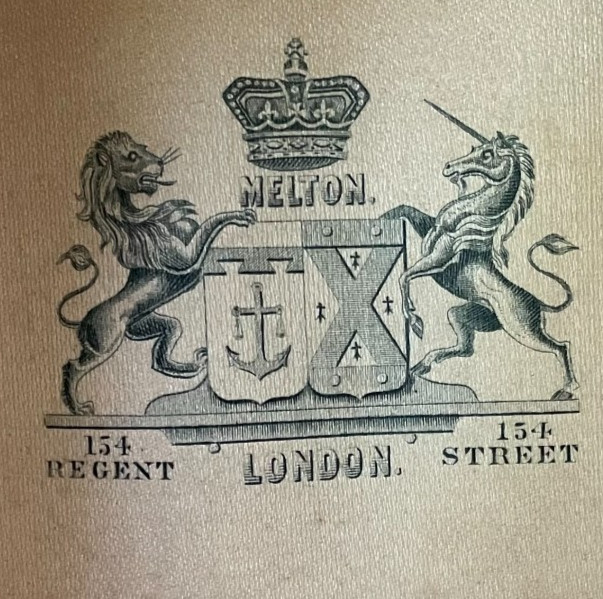 MELTON.
154
REGENT
LONDON.
154
STREET